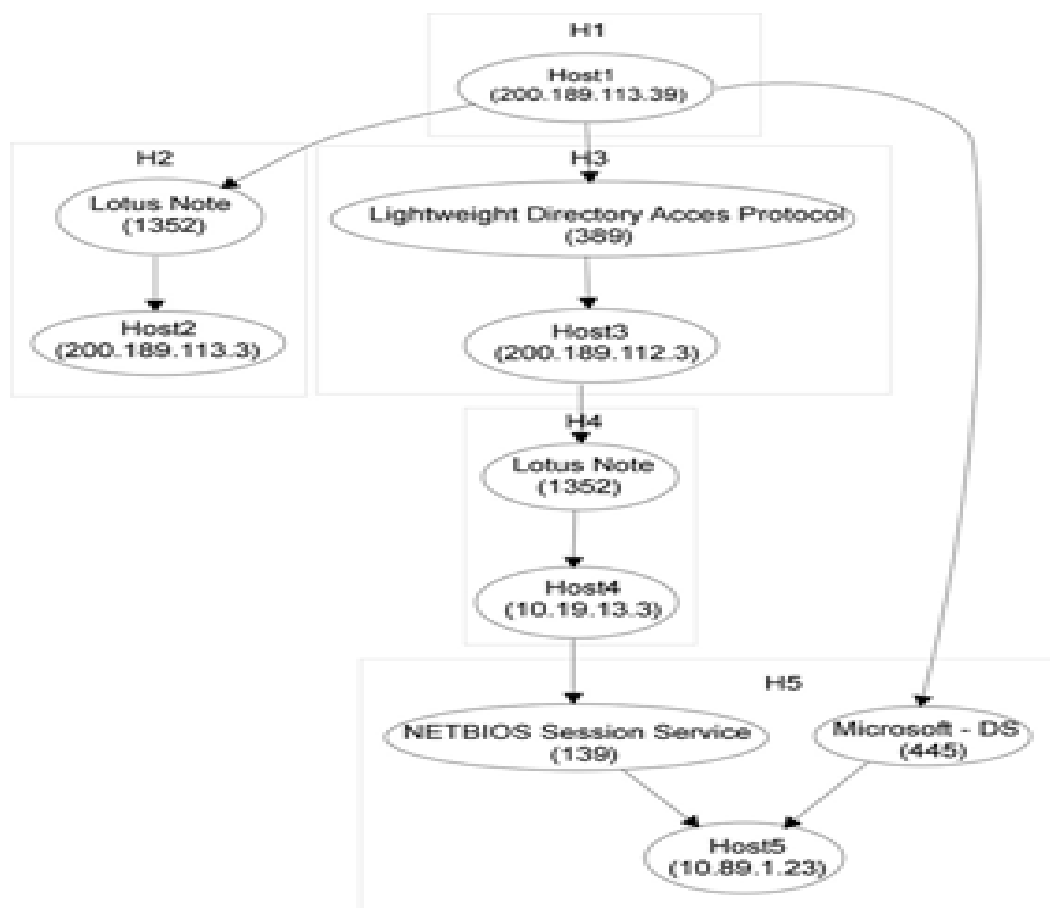 H1
Host1
(200.189.113.39)
H2
H3
Lotus Note
(1352)
Lightweight Directory Acces Protocol
(389)
Host2
(200.189.113.3)
Host3
(200.189.112.3)
H4
Lotus Note
(1352)
Host4
(10.19.13.3)
H5
NETBIOS Session Service
(139)
Microsoft - DS
(445)
Host5
(10.89.1.23)